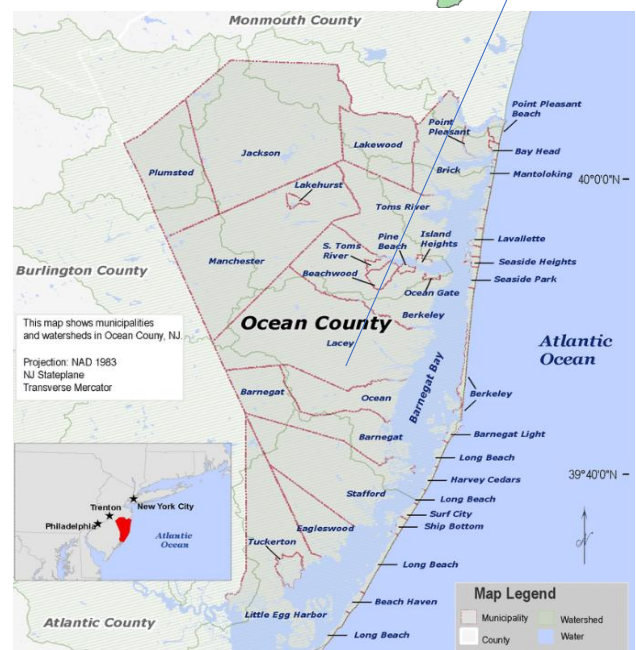 Monmouth County
Point Pleasant
Beach
Point
Pleasant
Jackson
Lakewood
Bay Head
Plumsted
Brick
Mantoloking
40°0'0"N
Lakehurst
Toms River
Pine
Beach
Island
Heights
Lavallette
S. Toms
River
Manchester
Seaside Heights
Burlington County
Beachwood
Seaside Park
Ocean Gate
Berkeley
Ocean County
This map shows municipalities
and watersheds in Ocean Couny, NJ.
Projection: NAD 1983
NJ Stateplane
Transverse Mercator
Lacey
Atlantic
Ocean
Barnegat Bay
Barnegat
Ocean
Berkeley
Barnegat
Barnegat Light
Long Beach
39°40'0"N
Harvey Cedars
Stafford
Long Beach
Surf City
Ship Bottom
Eagleswood
Tuckerton
New York City
Trenton
Philadelphia
Atlantic
Ocean
Long Beach
Beach Haven
Little Egg Harbor
Atlantic County
Long Beach
N
Map Legend
Municipality
Watershed
County
Water